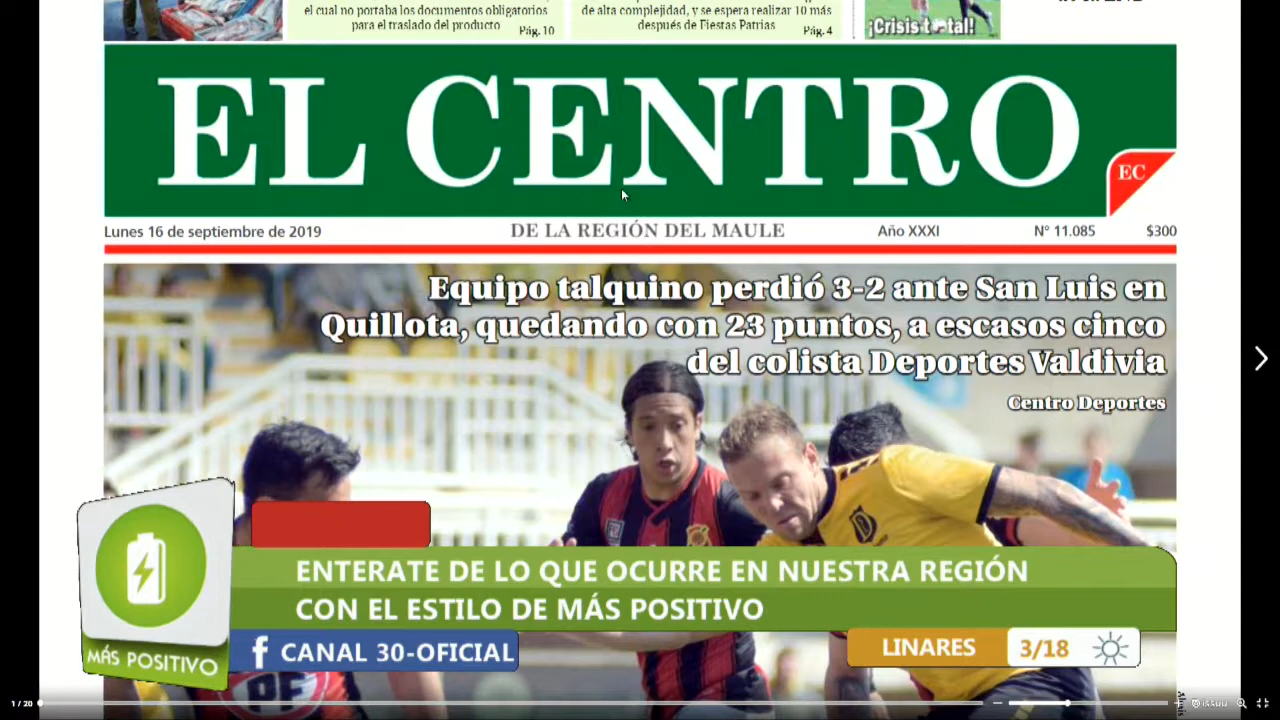 el cual no portaba los documentos obligatorios
para el traslado del producto
Pág. 10
de alta complejidad, y se espera realizar 10 más
después de Fiestas Patrias
Pág. 4
¡Crisis total!
EL CENTRO
EC
Lunes 16 de septiembre de 2019
DE LA REGIÓN DEL MAULE
Año XXXI
N° 11.085
$300
Equipo talquino perdió 3-2 ante San Luis en
Quillota, quedando con 23 puntos, a escasos cinco
del colista Deportes Valdivia
Centro Deportes
ENTERATE DE LO QUE OCURRE EN NUESTRA REGIÓN
CON EL ESTILO DE MÁS POSITIVO
MÁS POSITIVO
f CANAL 30-OFICIAL
LINARES
3/18
PF
1 / 20
issuu